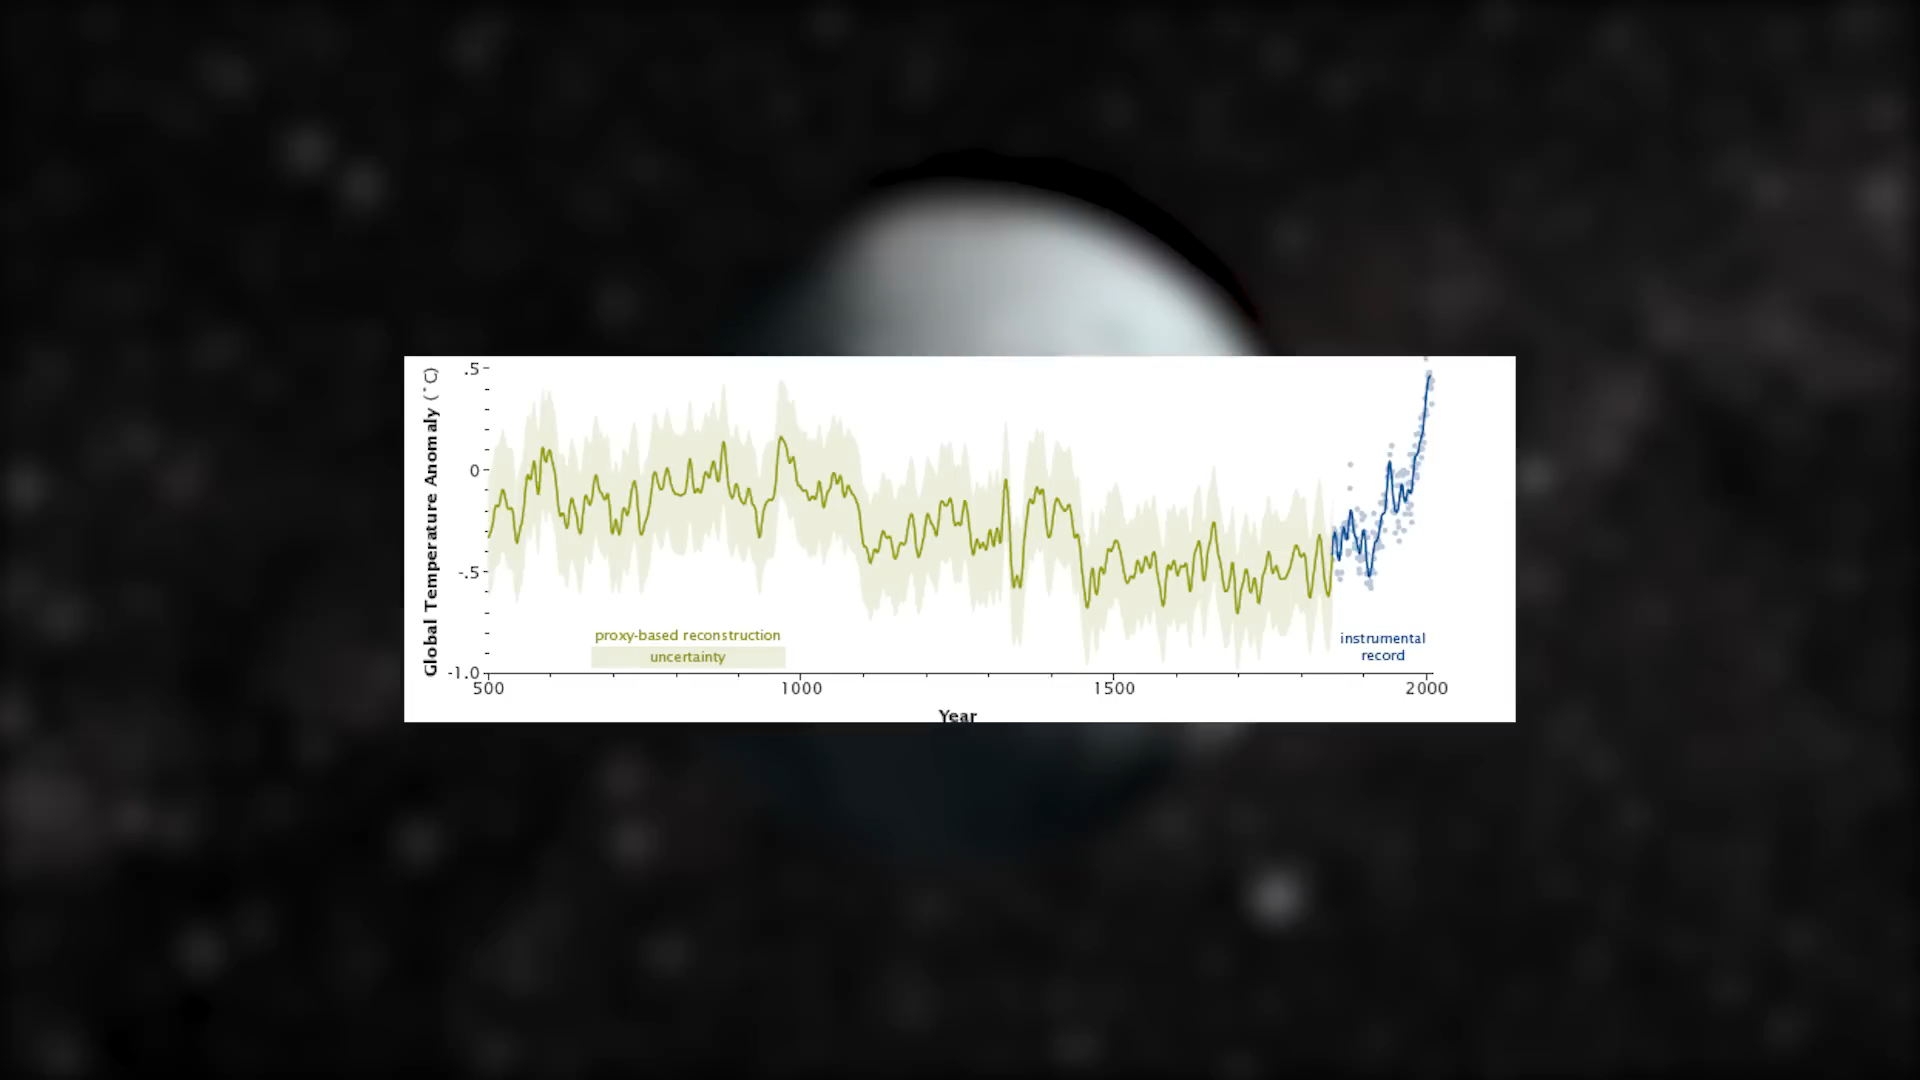 Global Temperature Anomaly (˚C)
.5
0
-.5
-1.0
proxy-based reconstruction
uncertainty
instrumental
record
500
1000
1500
2000
Year